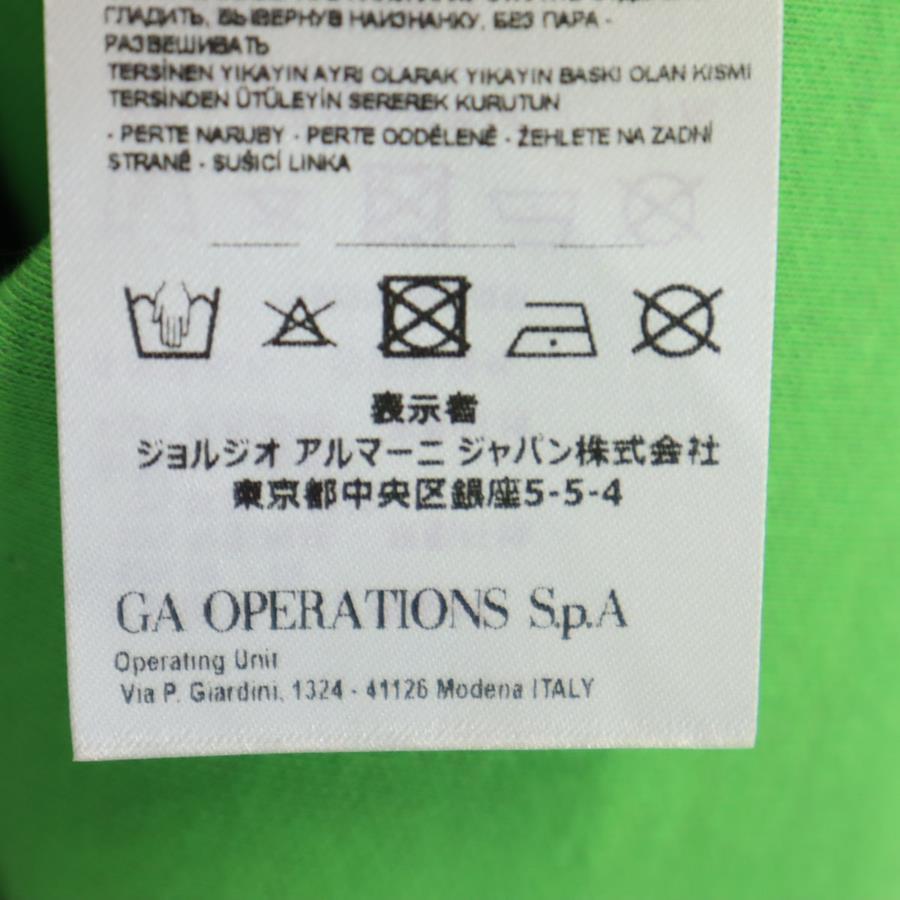 ГЛАДИТЬ, ВЫВЕРНУВ НАИЗНАНКУ, БЕЗ ПАРА -
РАЗВЕШИВАТЬ
TERSİNEN YIKAYIN AYRI OLARAK YIKAYIN BASKI OLAN KISMI
TERSİNDEN ÜTÜLEYİN SEREREK KURUTUN
- PERTE NARUBY - PERTE ODDĚLENĚ - ŽEHLETE NA ZADNÍ
STRANĚ - SUŠICÍ LINKA
表示者
ジョルジオ アルマーニ ジャパン株式会社
東京都中央区銀座5-5-4
GA OPERATIONS S.p.A
Operating Unit
Via P. Giardini, 1324 - 41126 Modena ITALY